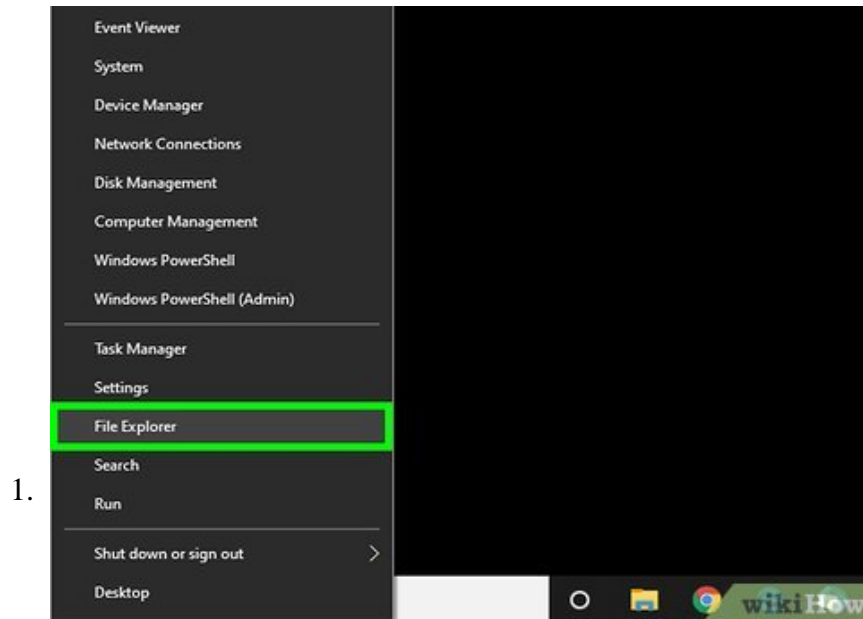 Event Viewer
System
Device Manager
Network Connections
Disk Management
Computer Management
Windows PowerShell
Windows PowerShell (Admin)
Task Manager
Settings
File Explorer
Search
1.
Run
Shut down or sign out
Desktop
wikiHow